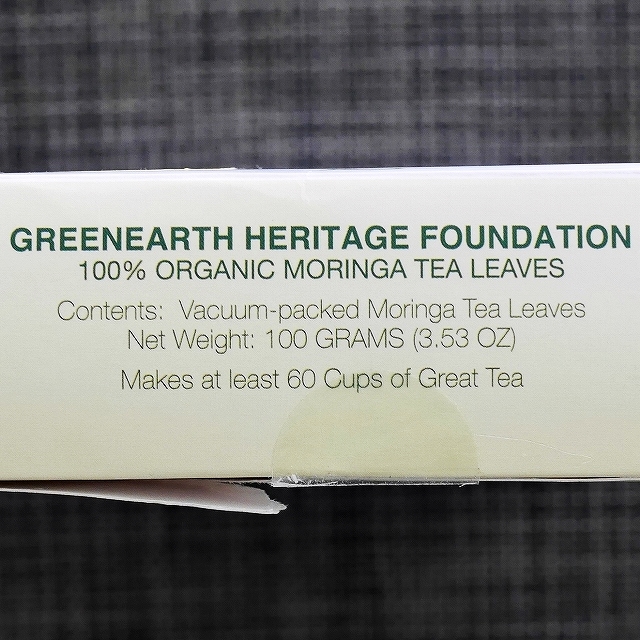 GREENEARTH HERITAGE FOUNDATION
100% ORGANIC MORINGA TEA LEAVES
Contents: Vacuum-packed Moringa Tea Leaves
Net Weight: 100 GRAMS (3.53 OZ)
Makes at least 60 Cups of Great Tea